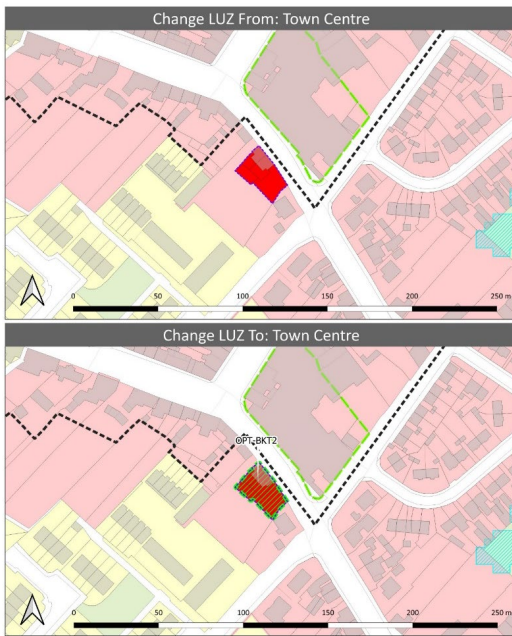 Change LUZ From: Town Centre
0 50 100 150 200 250 m
Change LUZ To: Town Centre
OPT-BKT2
0 50 100 150 200 250 m